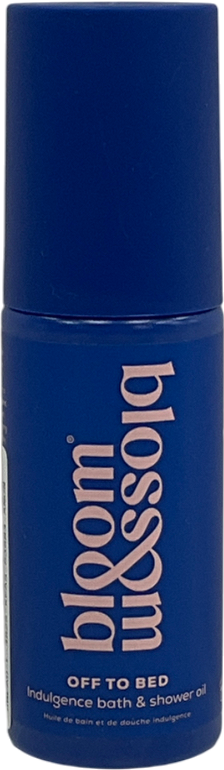 bloom®
& blossom
OFF TO BED
Indulgence bath & shower oil
Huile de bain et de douche indulgence